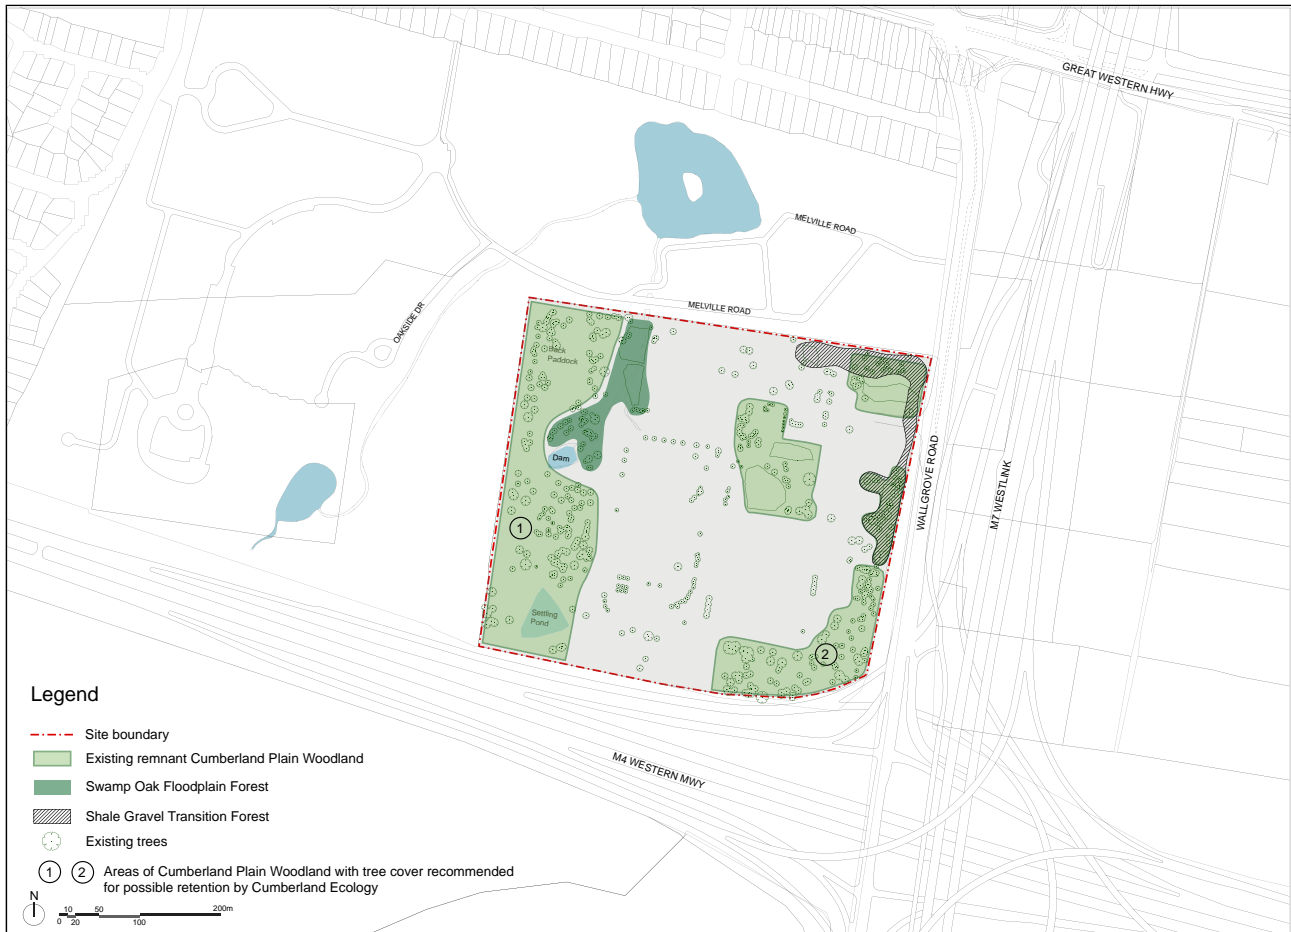 GREAT WESTERN HWY
MELVILLE ROAD
MELVILLE ROAD
OAKSIDE DR
Back
Paddock
Dam
WALLGROVE ROAD
M7 WESTLINK
1
Settling
Pond
2
M4 WESTERN MWY
Legend
Site boundary
Existing remnant Cumberland Plain Woodland
Swamp Oak Floodplain Forest
Shale Gravel Transition Forest
Existing trees
1 2 Areas of Cumberland Plain Woodland with tree cover recommended
for possible retention by Cumberland Ecology
N
10 50 200m
0 20 100